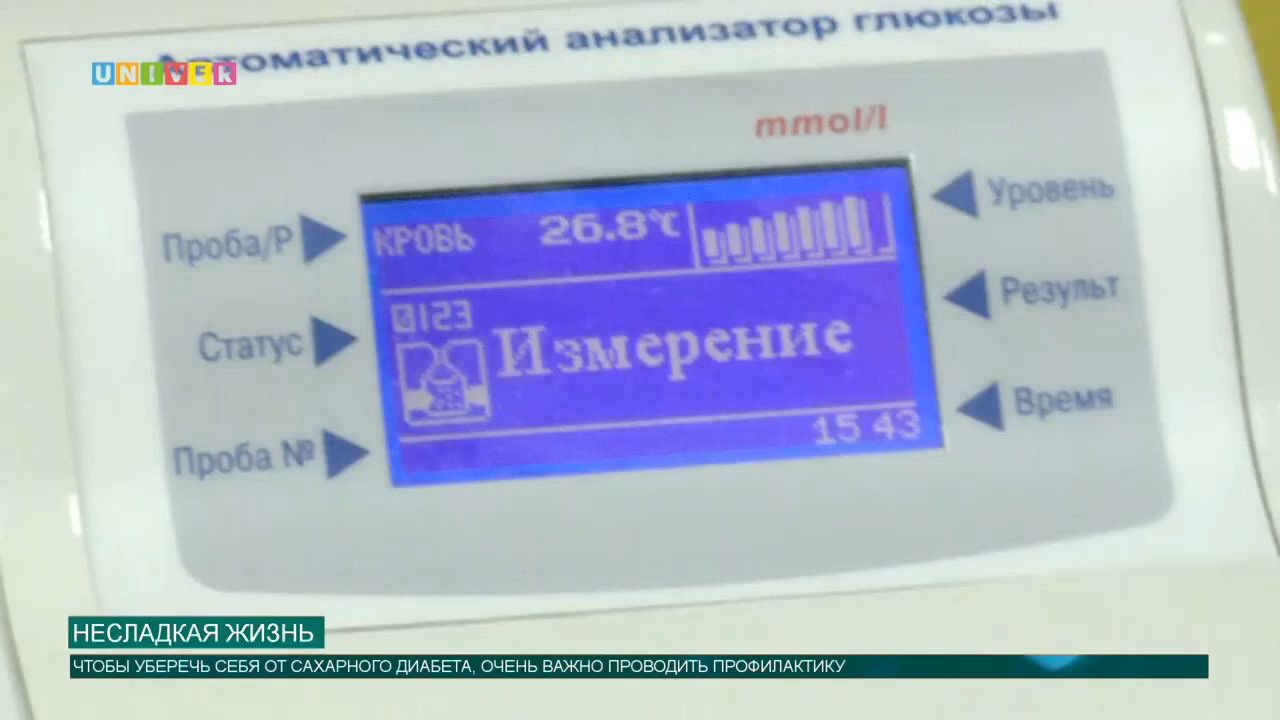 Автоматический анализатор глюкозы
UNIVER
mmol/l
Проба/Р
КРОВЬ
26.8°C
Уровень
0123
Статус
Измерение
Результ
Проба №
15 43
Время
НЕСЛАДКАЯ ЖИЗНЬ
ЧТОБЫ УБЕРЕЧЬ СЕБЯ ОТ САХАРНОГО ДИАБЕТА, ОЧЕНЬ ВАЖНО ПРОВОДИТЬ ПРОФИЛАКТИКУ